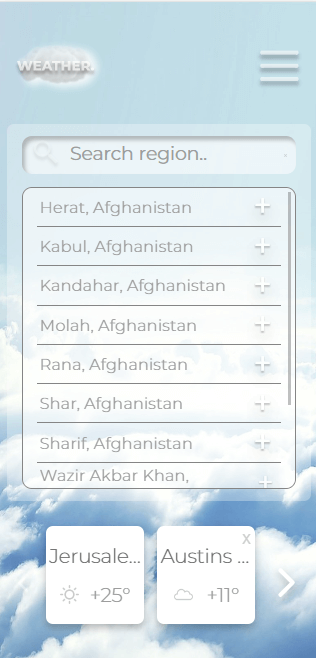 WEATHER.
Search region..
Herat, Afghanistan
+
Kabul, Afghanistan
+
Kandahar, Afghanistan
+
Molah, Afghanistan
+
Rana, Afghanistan
+
Shar, Afghanistan
+
Sharif, Afghanistan
+
Wazir Akbar Khan,
+
Jerusale...
+25°
x
Austins ...
+11°